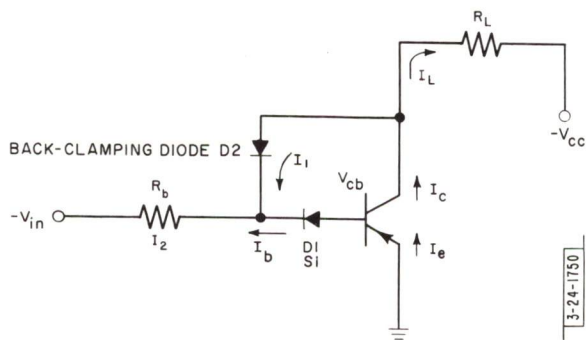 R_L
I_L
-V_cc
BACK-CLAMPING DIODE D2
I_1
V_cb
R_b
I_c
-V_in
I_2
I_b
D1
Si
I_e
3-24-1750